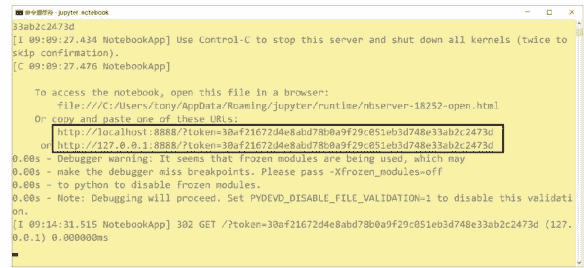 命令提示符 - jupyter notebook
33ab2c2473d
[I 09:09:27.434 NotebookApp] Use Control-C to stop this server and shut down all kernels (twice to
skip confirmation).
[C 09:09:27.476 NotebookApp]
To access the notebook, open this file in a browser:
file:///C:/Users/tony/AppData/Roaming/jupyter/runtime/nbserver-18252-open.html
Or copy and paste one of these URLs:
http://localhost:8888/?token=30af21672d4e8abd78b0a9f29c051eb3d748e33ab2c2473d
or http://127.0.0.1:8888/?token=30af21672d4e8abd78b0a9f29c051eb3d748e33ab2c2473d
0.00s - Debugger warning: It seems that frozen modules are being used, which may
0.00s - make the debugger miss breakpoints. Please pass -Xfrozen_modules=off
0.00s - to python to disable frozen modules.
0.00s - Note: Debugging will proceed. Set PYDEVD_DISABLE_FILE_VALIDATION=1 to disable this validati
on.
[I 09:14:31.515 NotebookApp] 302 GET /?token=30af21672d4e8abd78b0a9f29c051eb3d748e33ab2c2473d (127.
0.0.1) 0.000000ms